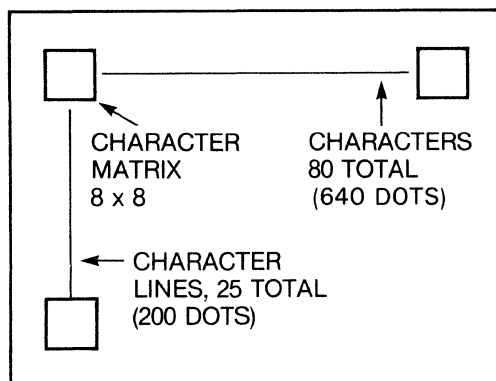 CHARACTER
MATRIX
8 x 8
CHARACTERS
80 TOTAL
(640 DOTS)
CHARACTER
LINES, 25 TOTAL
(200 DOTS)